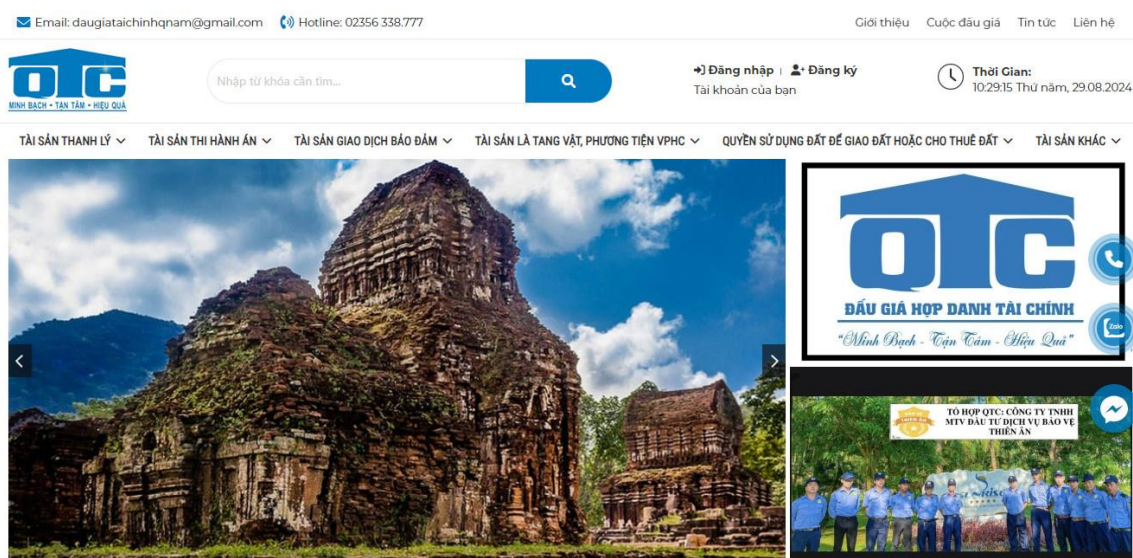 Email: daugiataichinhqnam@gmail.com
Hotline: 02356 338.777
Giới thiệu
Cuộc đấu giá
Tin tức
Liên hệ
QTC
MINH BẠCH • TẬN TÂM • HIỆU QUẢ
Nhập từ khóa cần tìm...
Đăng nhập | Đăng ký
Tài khoản của bạn
Thời Gian:
10:29:15 Thứ năm, 29.08.2024
TÀI SẢN THANH LÝ
TÀI SẢN THI HÀNH ÁN
TÀI SẢN GIAO DỊCH BẢO ĐẢM
TÀI SẢN LÀ TANG VẬT, PHƯƠNG TIỆN VPHC
QUYỀN SỬ DỤNG ĐẤT ĐỂ GIAO ĐẤT HOẶC CHO THUÊ ĐẤT
TÀI SẢN KHÁC
QTC
ĐẤU GIÁ HỢP DANH TÀI CHÍNH
"Minh Bạch - Tận Tâm - Hiệu Quả"
Zalo
TỔ HỢP QTC: CÔNG TY TNHH
MTV ĐẦU TƯ DỊCH VỤ BẢO VỆ
THIÊN ÂN